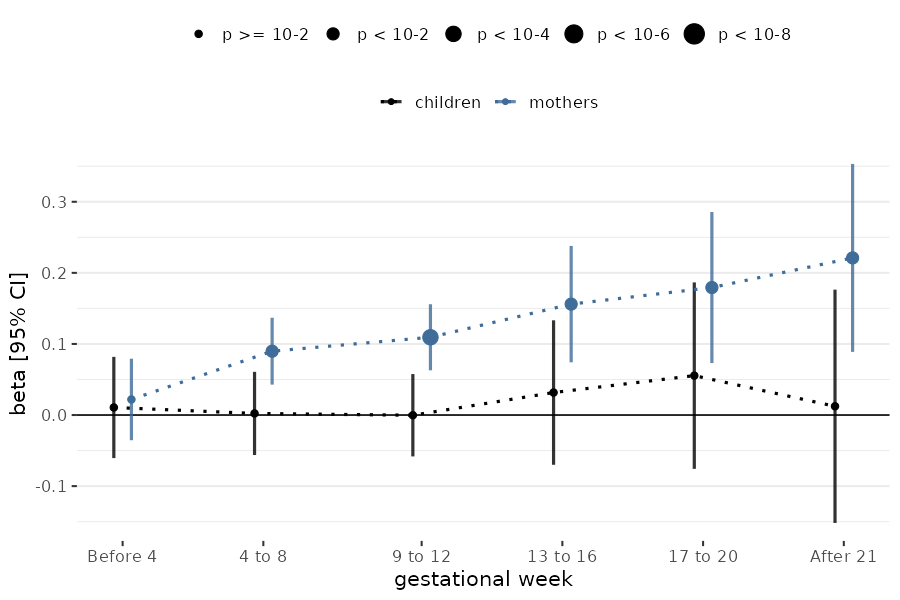 p >= 10-2 p < 10-2 p < 10-4 p < 10-6 p < 10-8
children mothers
0.3
0.2
0.1
0.0
-0.1
beta [95% CI]
Before 4 4 to 8 9 to 12 13 to 16 17 to 20 After 21
gestational week